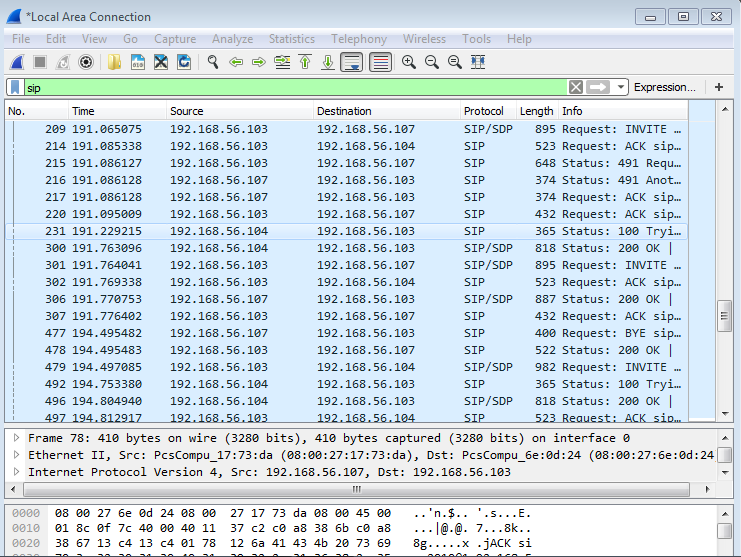 *Local Area Connection
File Edit View Go Capture Analyze Statistics Telephony Wireless Tools Help
sip Expression... +
No. Time Source Destination Protocol Length Info
209 191.065075 192.168.56.103 192.168.56.107 SIP/SDP 895 Request: INVITE …
214 191.085338 192.168.56.103 192.168.56.104 SIP 523 Request: ACK sip…
215 191.086127 192.168.56.103 192.168.56.107 SIP 648 Status: 491 Requ…
216 191.086128 192.168.56.107 192.168.56.103 SIP 374 Status: 491 Anot…
217 191.086128 192.168.56.107 192.168.56.103 SIP 374 Request: ACK sip…
220 191.095009 192.168.56.103 192.168.56.107 SIP 432 Request: ACK sip…
231 191.229215 192.168.56.104 192.168.56.103 SIP 365 Status: 100 Tryi…
300 191.763096 192.168.56.104 192.168.56.103 SIP/SDP 818 Status: 200 OK |
301 191.764041 192.168.56.103 192.168.56.107 SIP/SDP 895 Request: INVITE …
302 191.769338 192.168.56.103 192.168.56.104 SIP 523 Request: ACK sip…
306 191.770753 192.168.56.107 192.168.56.103 SIP/SDP 887 Status: 200 OK |
307 191.776402 192.168.56.103 192.168.56.107 SIP 432 Request: ACK sip…
477 194.495482 192.168.56.107 192.168.56.103 SIP 400 Request: BYE sip…
478 194.495483 192.168.56.103 192.168.56.107 SIP 522 Status: 200 OK |
479 194.497085 192.168.56.103 192.168.56.104 SIP/SDP 982 Request: INVITE …
492 194.753380 192.168.56.104 192.168.56.103 SIP 365 Status: 100 Tryi…
496 194.804940 192.168.56.104 192.168.56.103 SIP/SDP 818 Status: 200 OK |
497 194.812917 192.168.56.103 192.168.56.104 SIP 523 Request: ACK sip…
Frame 78: 410 bytes on wire (3280 bits), 410 bytes captured (3280 bits) on interface 0
Ethernet II, Src: PcsCompu_17:73:da (08:00:27:17:73:da), Dst: PcsCompu_6e:0d:24 (08:00:27:6e:0d:24
Internet Protocol Version 4, Src: 192.168.56.107, Dst: 192.168.56.103
0000 08 00 27 6e 0d 24 08 00 27 17 73 da 08 00 45 00 ..'n.$.. '.s...E.
0010 01 8c 0f 7c 40 00 40 11 37 c2 c0 a8 38 6b c0 a8 ...|@.@. 7...8k..
0020 38 67 13 c4 13 c4 01 78 12 6a 41 43 4b 20 73 69 8g.....x .jACK si